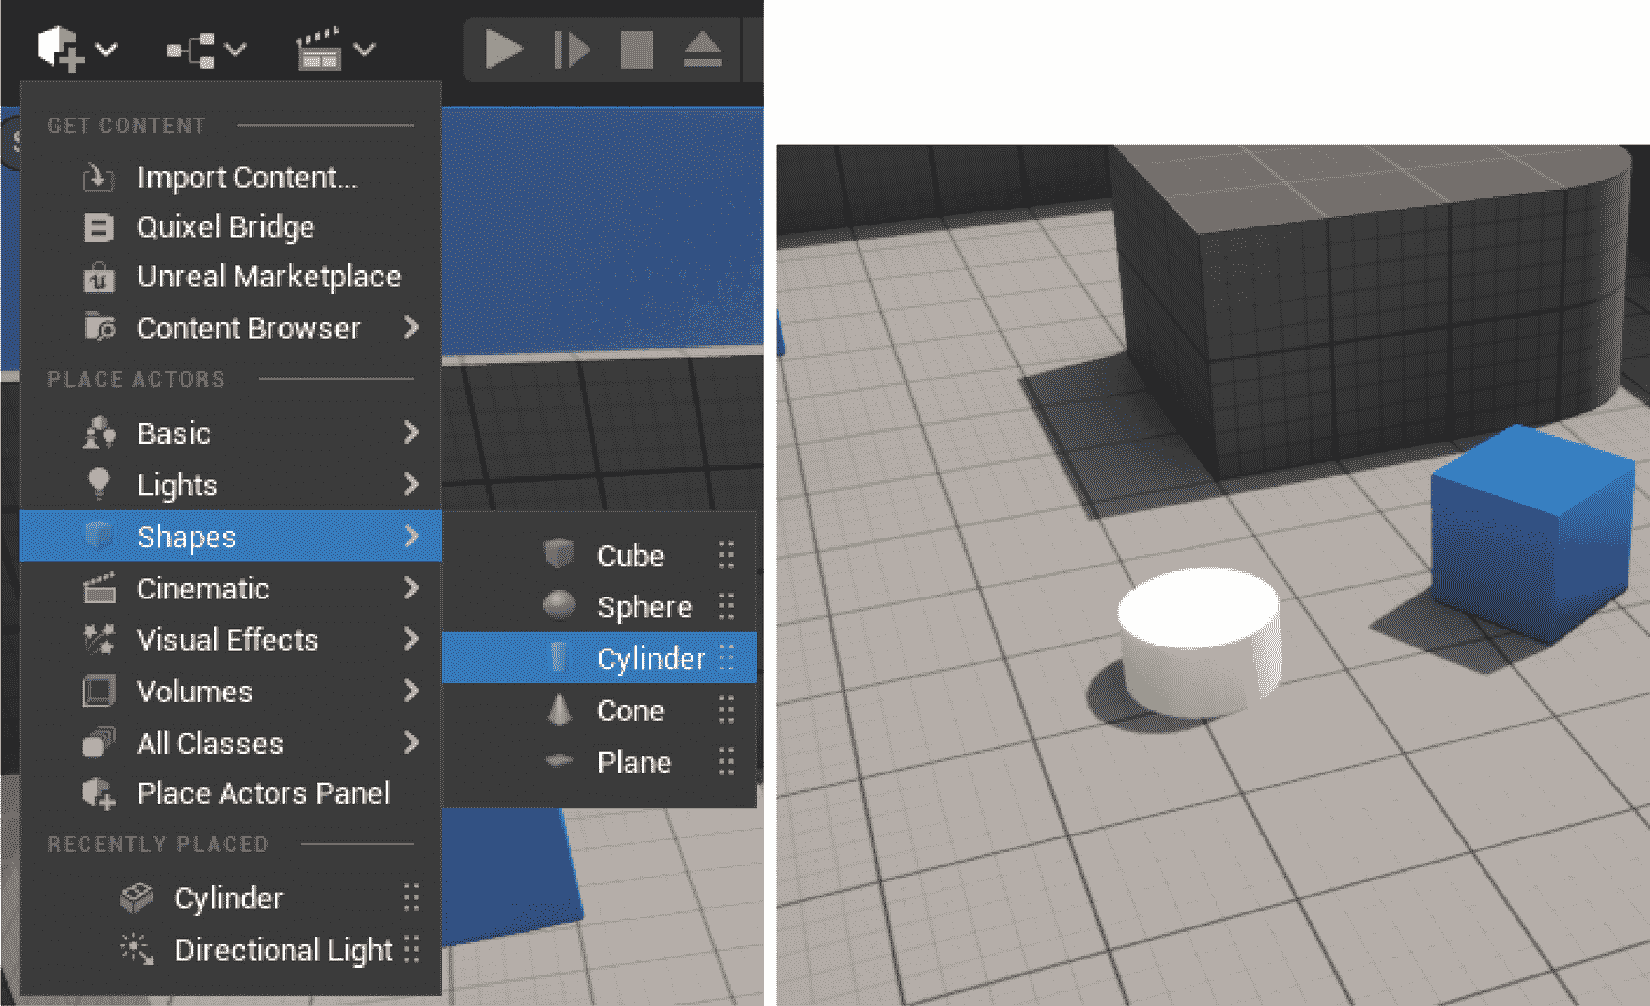 GET CONTENT
Import Content...
Quixel Bridge
Unreal Marketplace
Content Browser
PLACE ACTORS
Basic
Lights
Shapes
Cinematic
Visual Effects
Volumes
All Classes
Place Actors Panel
RECENTLY PLACED
Cylinder
Directional Light
Cube
Sphere
Cylinder
Cone
Plane